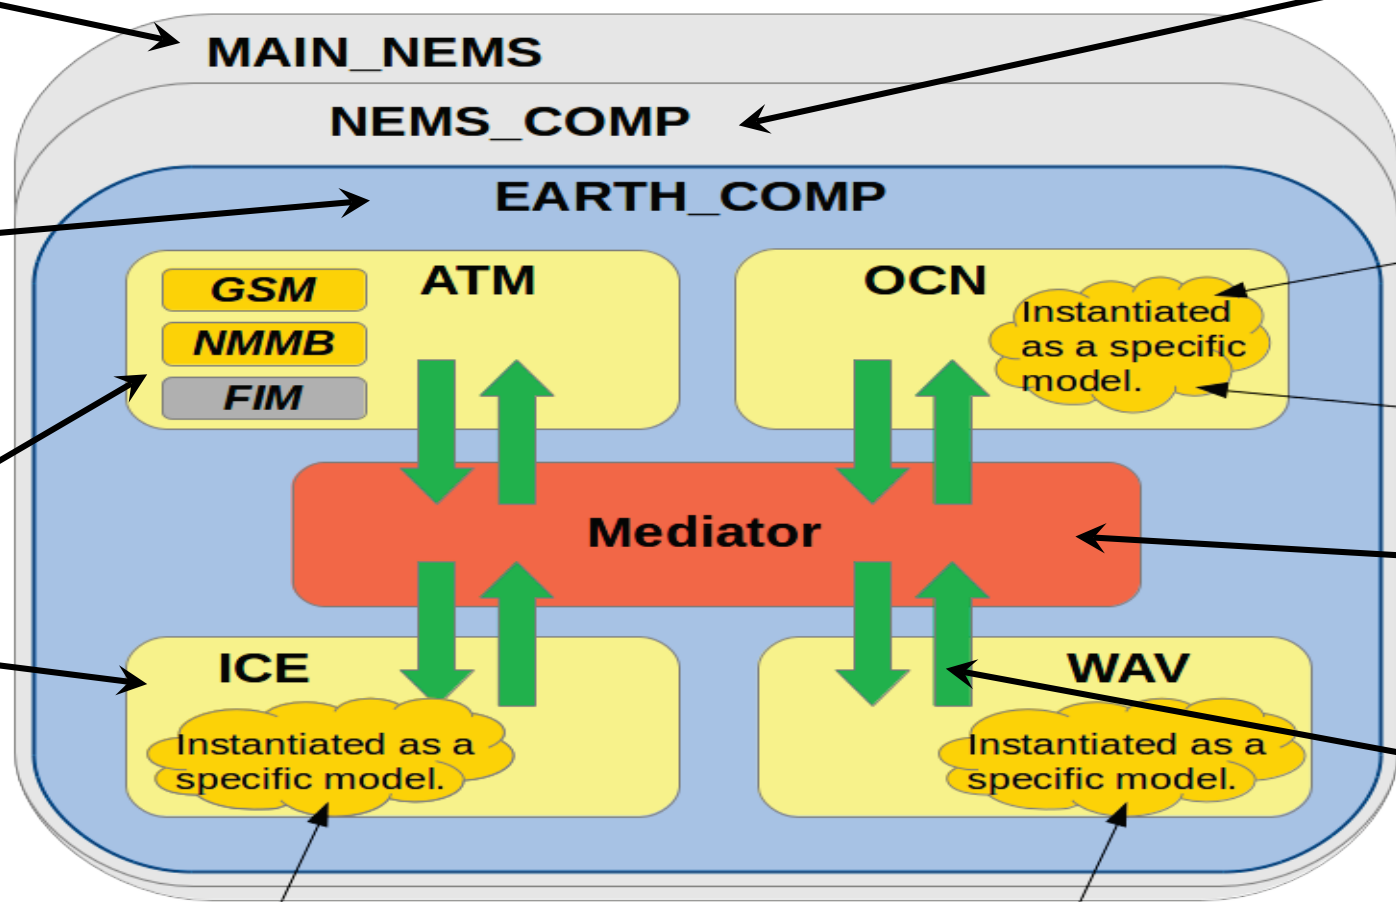 MAIN_NEMS
NEMS_COMP
EARTH_COMP
ATM
GSM
NMMB
FIM
OCN
Instantiated
as a specific
model.
Mediator
ICE
Instantiated as a
specific model.
WAV
Instantiated as a
specific model.